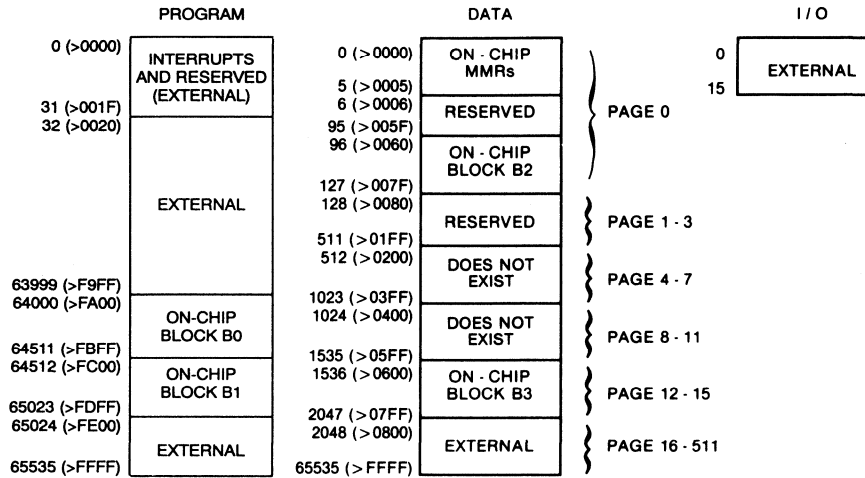 PROGRAM
0 (>0000)
INTERRUPTS
AND RESERVED
(EXTERNAL)
31 (>001F)
32 (>0020)
EXTERNAL
63999 (>F9FF)
64000 (>FA00)
ON-CHIP
BLOCK B0
64511 (>FBFF)
64512 (>FC00)
ON-CHIP
BLOCK B1
65023 (>FDFF)
65024 (>FE00)
EXTERNAL
65535 (>FFFF)
DATA
0 (>0000)
ON - CHIP
MMRs
5 (>0005)
6 (>0006)
RESERVED
95 (>005F)
96 (>0060)
ON - CHIP
BLOCK B2
127 (>007F)
PAGE 0
128 (>0080)
RESERVED
511 (>01FF)
PAGE 1 - 3
512 (>0200)
DOES NOT
EXIST
1023 (>03FF)
PAGE 4 - 7
1024 (>0400)
DOES NOT
EXIST
1535 (>05FF)
PAGE 8 - 11
1536 (>0600)
ON - CHIP
BLOCK B3
2047 (>07FF)
PAGE 12 - 15
2048 (>0800)
EXTERNAL
65535 (>FFFF)
PAGE 16 - 511
I / O
0
EXTERNAL
15